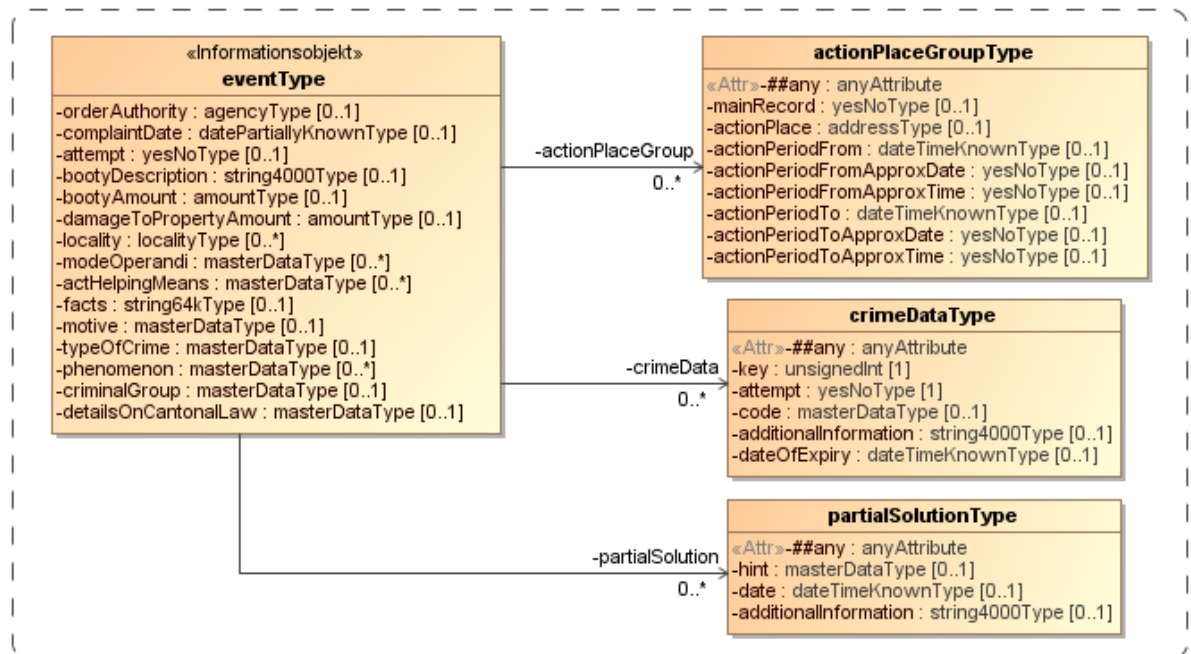 «Informationsobjekt»
eventType
-orderAuthority : agencyType [0..1]
-complaintDate : datePartiallyKnownType [0..1]
-attempt : yesNoType [0..1]
-bootyDescription : string4000Type [0..1]
-bootyAmount : amountType [0..1]
-damageToPropertyAmount : amountType [0..1]
-locality : localityType [0..*]
-modeOperandi : masterDataType [0..*]
-actHelpingMeans : masterDataType [0..*]
-facts : string64kType [0..1]
-motive : masterDataType [0..1]
-typeOfCrime : masterDataType [0..1]
-phenomenon : masterDataType [0..*]
-criminalGroup : masterDataType [0..1]
-detailsOnCantonalLaw : masterDataType [0..1]
-actionPlaceGroup
0..*
actionPlaceGroupType
«Attr»-##any : anyAttribute
-mainRecord : yesNoType [0..1]
-actionPlace : addressType [0..1]
-actionPeriodFrom : dateTimeKnownType [0..1]
-actionPeriodFromApproxDate : yesNoType [0..1]
-actionPeriodFromApproxTime : yesNoType [0..1]
-actionPeriodTo : dateTimeKnownType [0..1]
-actionPeriodToApproxDate : yesNoType [0..1]
-actionPeriodToApproxTime : yesNoType [0..1]
-crimeData
0..*
crimeDataType
«Attr»-##any : anyAttribute
-key : unsignedInt [1]
-attempt : yesNoType [1]
-code : masterDataType [0..1]
-additionalInformation : string4000Type [0..1]
-dateOfExpiry : dateTimeKnownType [0..1]
-partialSolution
0..*
partialSolutionType
«Attr»-##any : anyAttribute
-hint : masterDataType [0..1]
-date : dateTimeKnownType [0..1]
-additionalInformation : string4000Type [0..1]